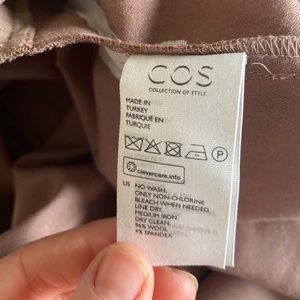 COS
COLLECTION OF STYLE
MADE IN
TURKEY
FABRIQUÉ EN
TURQUIE
P
clevercare.info
US NO WASH.
ONLY NON-CHLORINE
BLEACH WHEN NEEDED.
LINE DRY.
MEDIUM IRON.
DRY CLEAN.
96% WOOL
4% SPANDEX